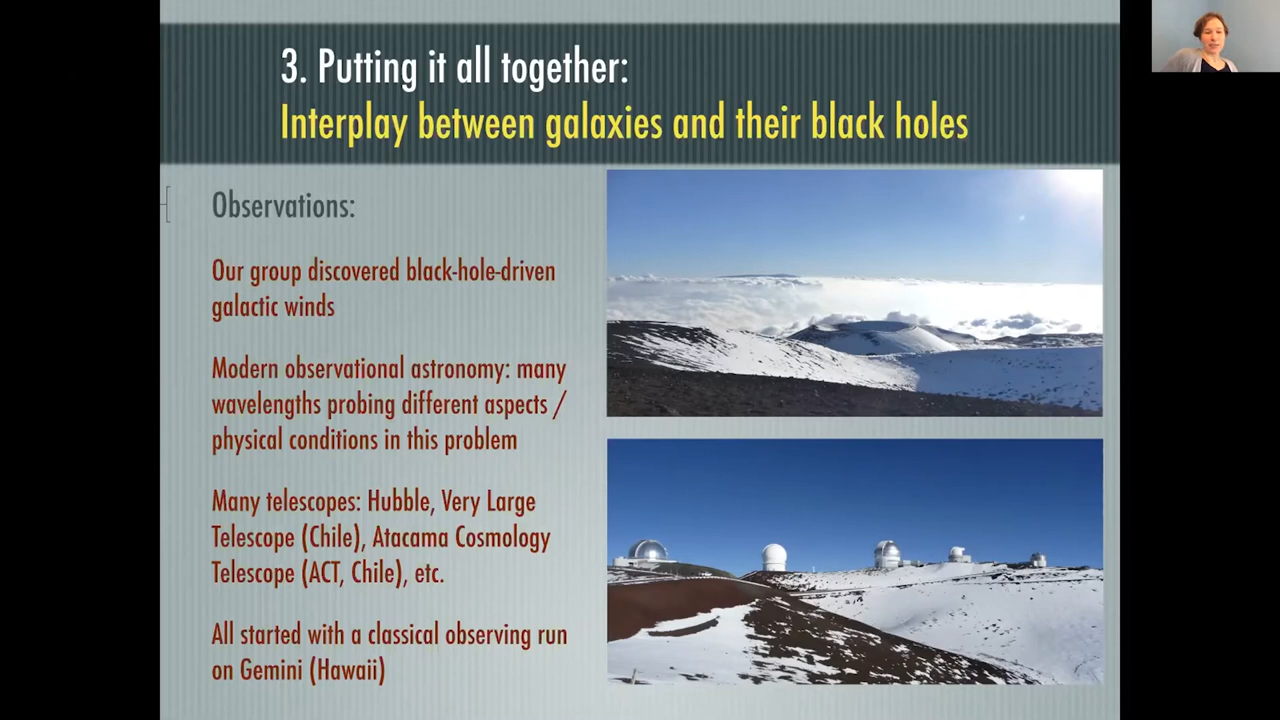 3. Putting it all together:
Interplay between galaxies and their black holes
Observations:
Our group discovered black-hole-driven
galactic winds
Modern observational astronomy: many
wavelengths probing different aspects /
physical conditions in this problem
Many telescopes: Hubble, Very Large
Telescope (Chile), Atacama Cosmology
Telescope (ACT, Chile), etc.
All started with a classical observing run
on Gemini (Hawaii)